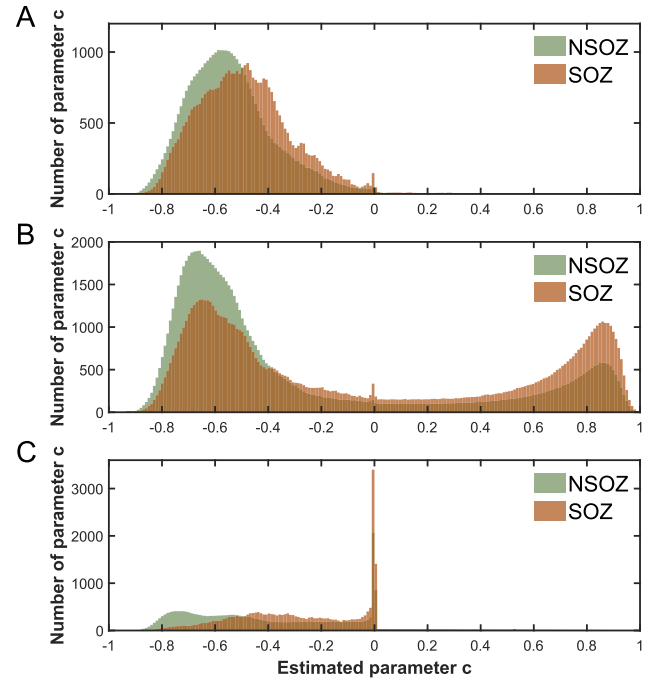 A
Number of parameter c
1000
500
0
NSOZ
SOZ
-1 -0.8 -0.6 -0.4 -0.2 0 0.2 0.4 0.6 0.8 1
B
Number of parameter c
2000
1500
1000
500
0
NSOZ
SOZ
-1 -0.8 -0.6 -0.4 -0.2 0 0.2 0.4 0.6 0.8 1
C
Number of parameter c
3000
2000
1000
0
NSOZ
SOZ
-1 -0.8 -0.6 -0.4 -0.2 0 0.2 0.4 0.6 0.8 1
Estimated parameter c